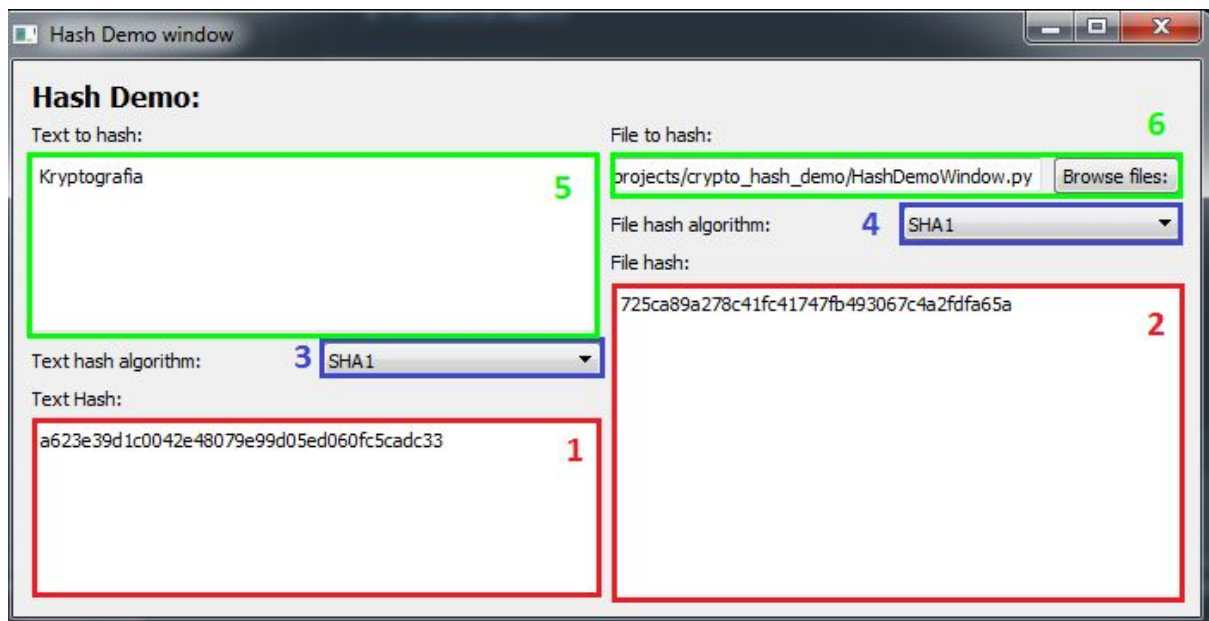 Hash Demo window
Hash Demo:
Text to hash:
Kryptografia
5
Text hash algorithm:
3
SHA1
Text Hash:
a623e39d1c0042e48079e99d05ed060fc5cadc33
1
6
File to hash:
projects/crypto_hash_demo/HashDemoWindow.py
Browse files:
File hash algorithm:
4
SHA1
File hash:
725ca89a278c41fc41747fb493067c4a2fdfa65a
2